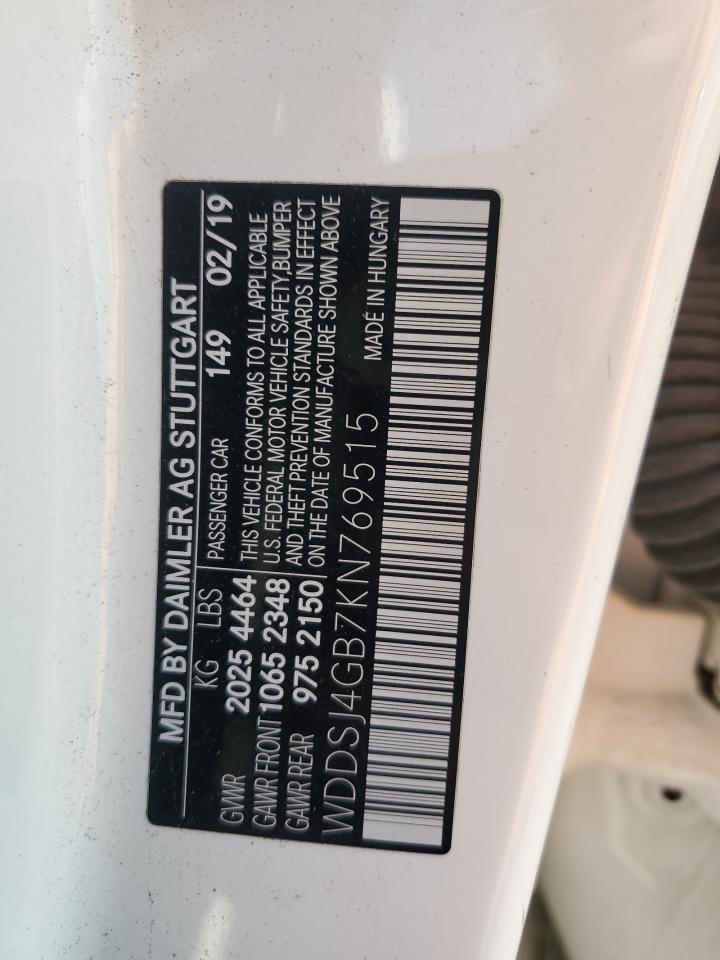 MFD BY DAIMLER AG STUTTGART
KG LBS PASSENGER CAR 149 02/19
GVWR 2025 4464 THIS VEHICLE CONFORMS TO ALL APPLICABLE
GAWR FRONT 1065 2348 U.S. FEDERAL MOTOR VEHICLE SAFETY,BUMPER
GAWR REAR 975 2150 AND THEFT PREVENTION STANDARDS IN EFFECT
ON THE DATE OF MANUFACTURE SHOWN ABOVE
WDDSJ4GB7KN769515 MADE IN HUNGARY